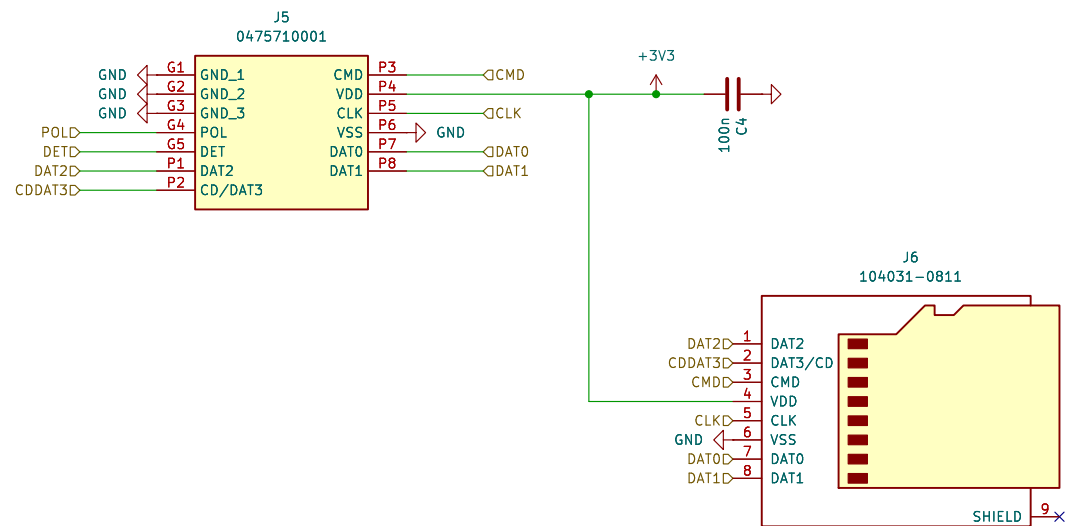 J5
0475710001
GND G1 GND_1 CMD P3 CMD
GND G2 GND_2 VDD P4
GND G3 GND_3 CLK P5 CLK
POL G4 POL VSS P6 GND
DET G5 DET DAT0 P7 DAT0
DAT2 P1 DAT2 DAT1 P8 DAT1
CDDAT3 P2 CD/DAT3
+3V3
100n
C4
J6
104031-0811
DAT2 1 DAT2
CDDAT3 2 DAT3/CD
CMD 3 CMD
4 VDD
CLK 5 CLK
GND 6 VSS
DAT0 7 DAT0
DAT1 8 DAT1
SHIELD 9